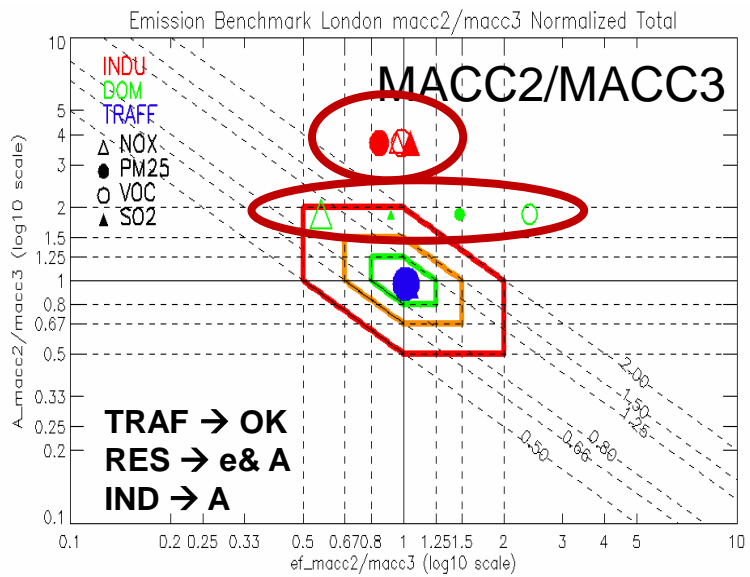 Emission Benchmark London macc2/macc3 Normalized Total
MACC2/MACC3
INDU
DOM
TRAFF
△ NOX
● PM25
○ VOC
▲ SO2
A_macc2/macc3 (log10 scale)
10
5
4
3
2
1.5
1.25
1
0.8
0.67
0.5
0.33
0.25
0.2
0.1
2.00
1.50
1.25
0.80
0.66
0.50
TRAF → OK
RES → e& A
IND → A
0.1 0.2 0.25 0.33 0.5 0.67 0.8 1 1.25 1.5 2 3 4 5 10
ef_macc2/macc3 (log10 scale)